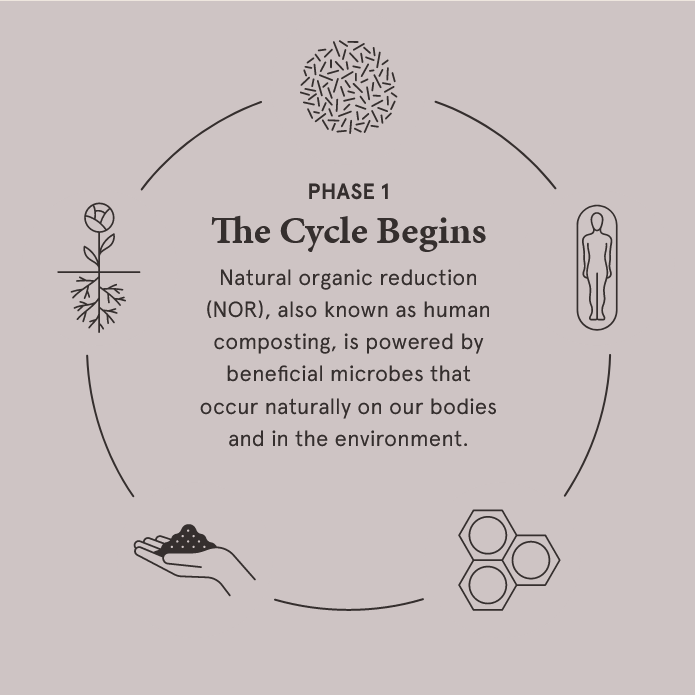 PHASE 1
The Cycle Begins
Natural organic reduction
(NOR), also known as human
composting, is powered by
beneficial microbes that
occur naturally on our bodies
and in the environment.